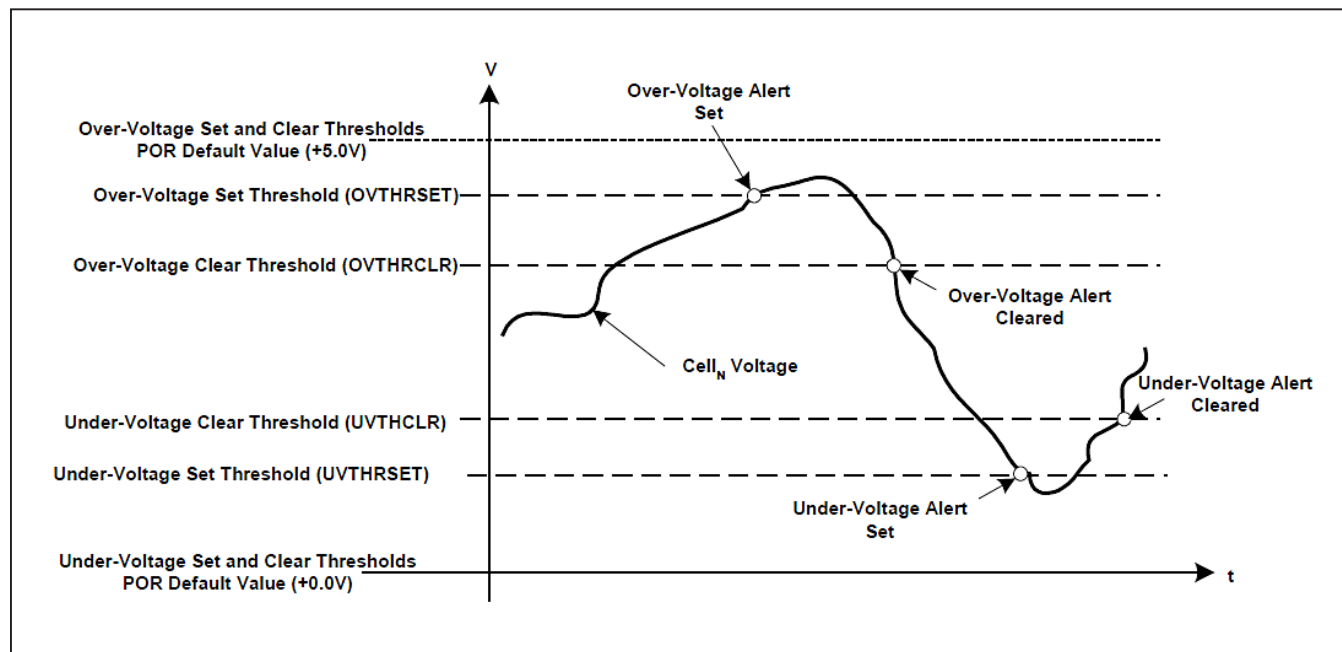 V
Over-Voltage Alert
Set
Over-Voltage Set and Clear Thresholds
POR Default Value (+5.0V)
Over-Voltage Set Threshold (OVTHRSET)
Over-Voltage Clear Threshold (OVTHRCLR)
Over-Voltage Alert
Cleared
CellN Voltage
Under-Voltage Alert
Cleared
Under-Voltage Clear Threshold (UVTHCLR)
Under-Voltage Set Threshold (UVTHRSET)
Under-Voltage Alert
Set
Under-Voltage Set and Clear Thresholds
POR Default Value (+0.0V)
t